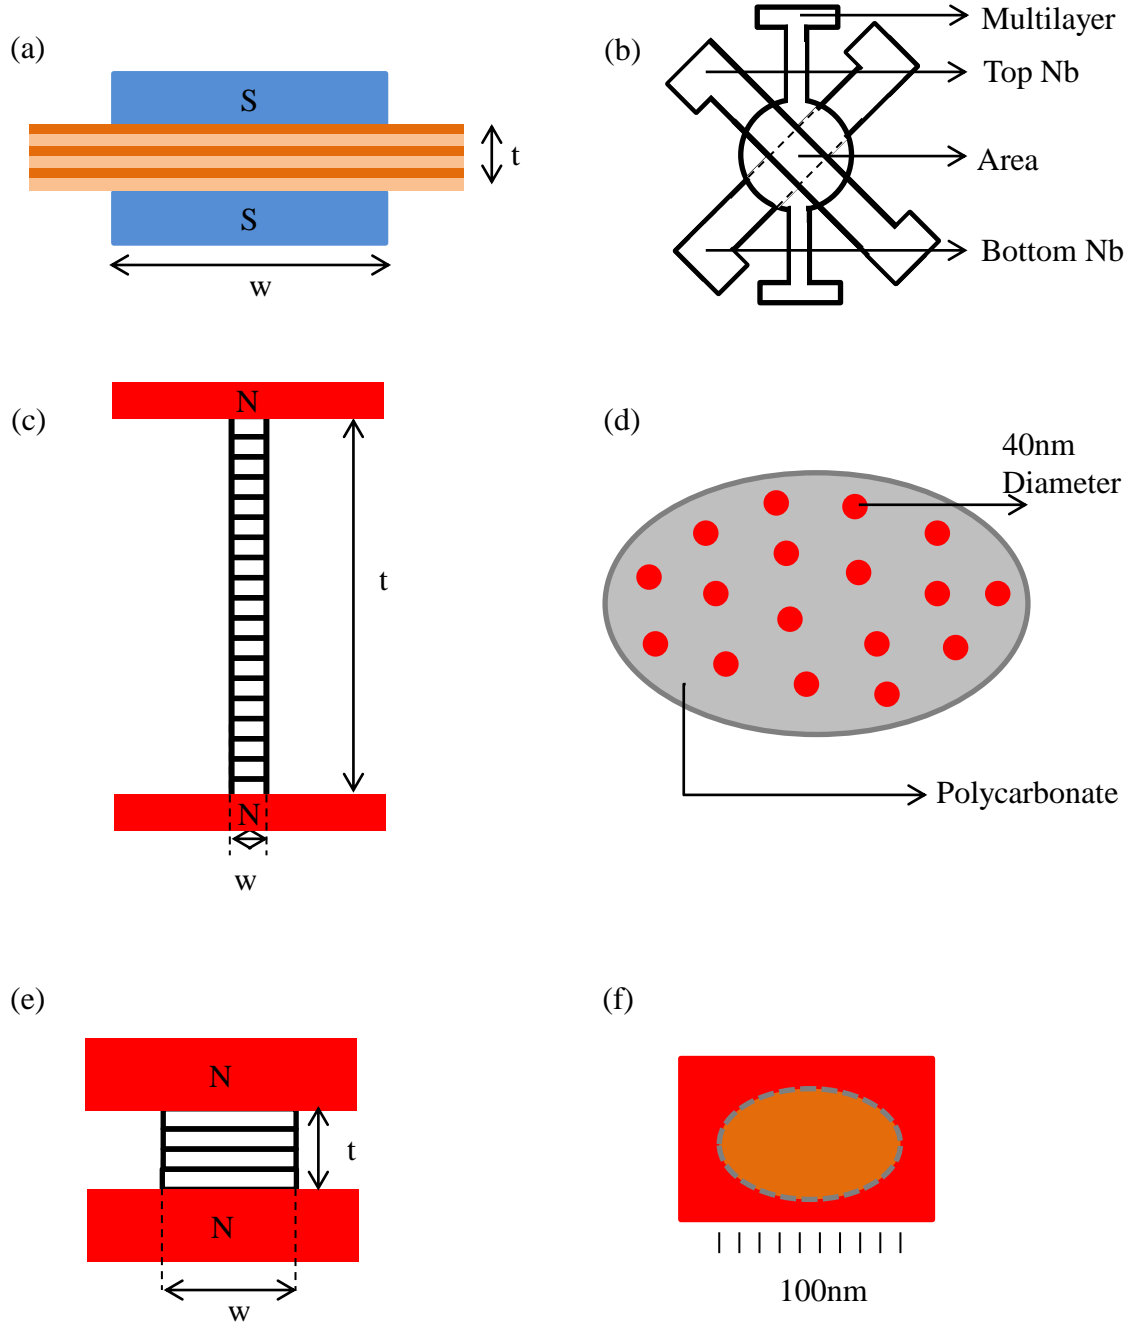 (a)
S
S
t
w
(b)
Multilayer
Top Nb
Area
Bottom Nb
(c)
N
t
N
w
(d)
40nm
Diameter
Polycarbonate
(e)
N
t
N
w
(f)
100nm